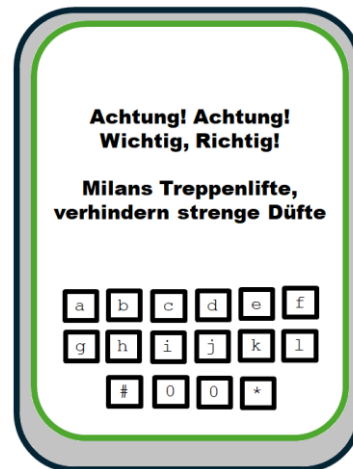 Achtung! Achtung!
Wichtig, Richtig!
Milans Treppenlifte,
verhindern strenge Düfte
a b c d e f
g h i j k l
# 0 0 *